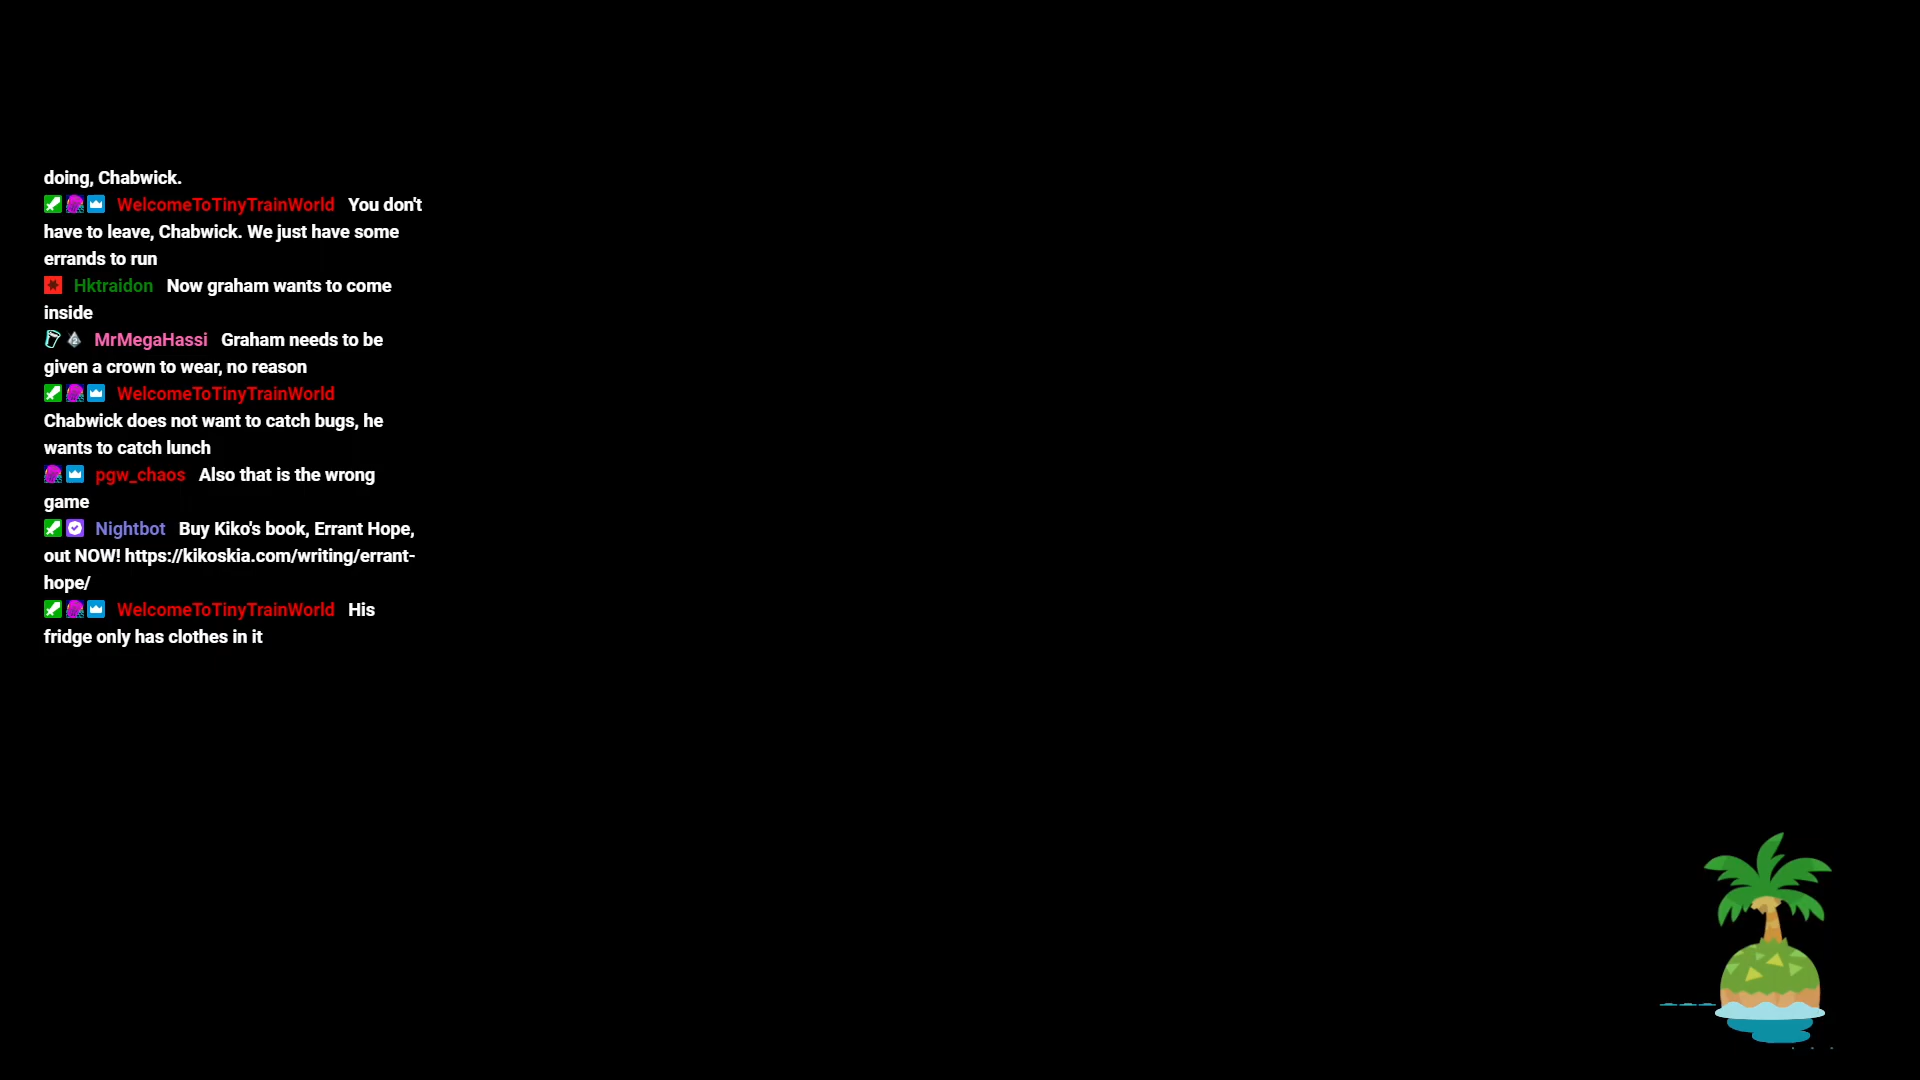 doing, Chabwick.
WelcomeToTinyTrainWorld You don't
have to leave, Chabwick. We just have some
errands to run
Hktraidon Now graham wants to come
inside
MrMegaHassi Graham needs to be
given a crown to wear, no reason
WelcomeToTinyTrainWorld
Chabwick does not want to catch bugs, he
wants to catch lunch
pgw_chaos Also that is the wrong
game
Nightbot Buy Kiko's book, Errant Hope,
out NOW! https://kikoskia.com/writing/errant-
hope/
WelcomeToTinyTrainWorld His
fridge only has clothes in it